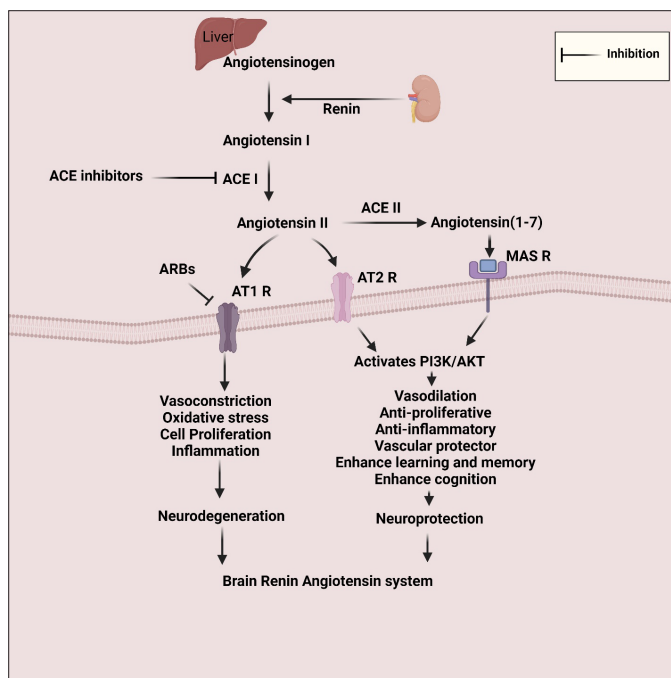 Liver
Angiotensinogen
Inhibition
Renin
Angiotensin I
ACE inhibitors
ACE I
Angiotensin II
ACE II
Angiotensin(1-7)
MAS R
ARBs
AT1 R
AT2 R
Activates PI3K/AKT
Vasoconstriction
Oxidative stress
Cell Proliferation
Inflammation
Vasodilation
Anti-proliferative
Anti-inflammatory
Vascular protector
Enhance learning and memory
Enhance cognition
Neurodegeneration
Neuroprotection
Brain Renin Angiotensin system